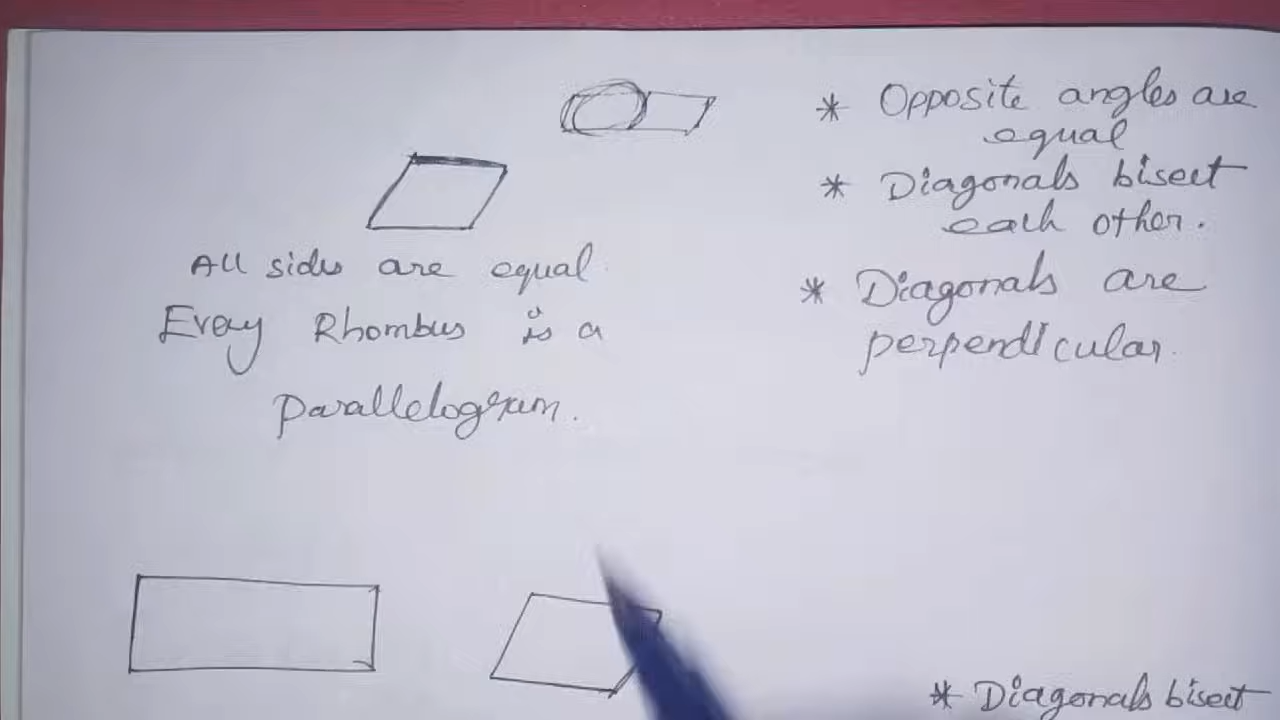 All sides are equal
Every Rhombus is a
parallelogram.
* Opposite angles are
equal
* Diagonals bisect
each other.
* Diagonals are
perpendicular.
* Diagonals bisect